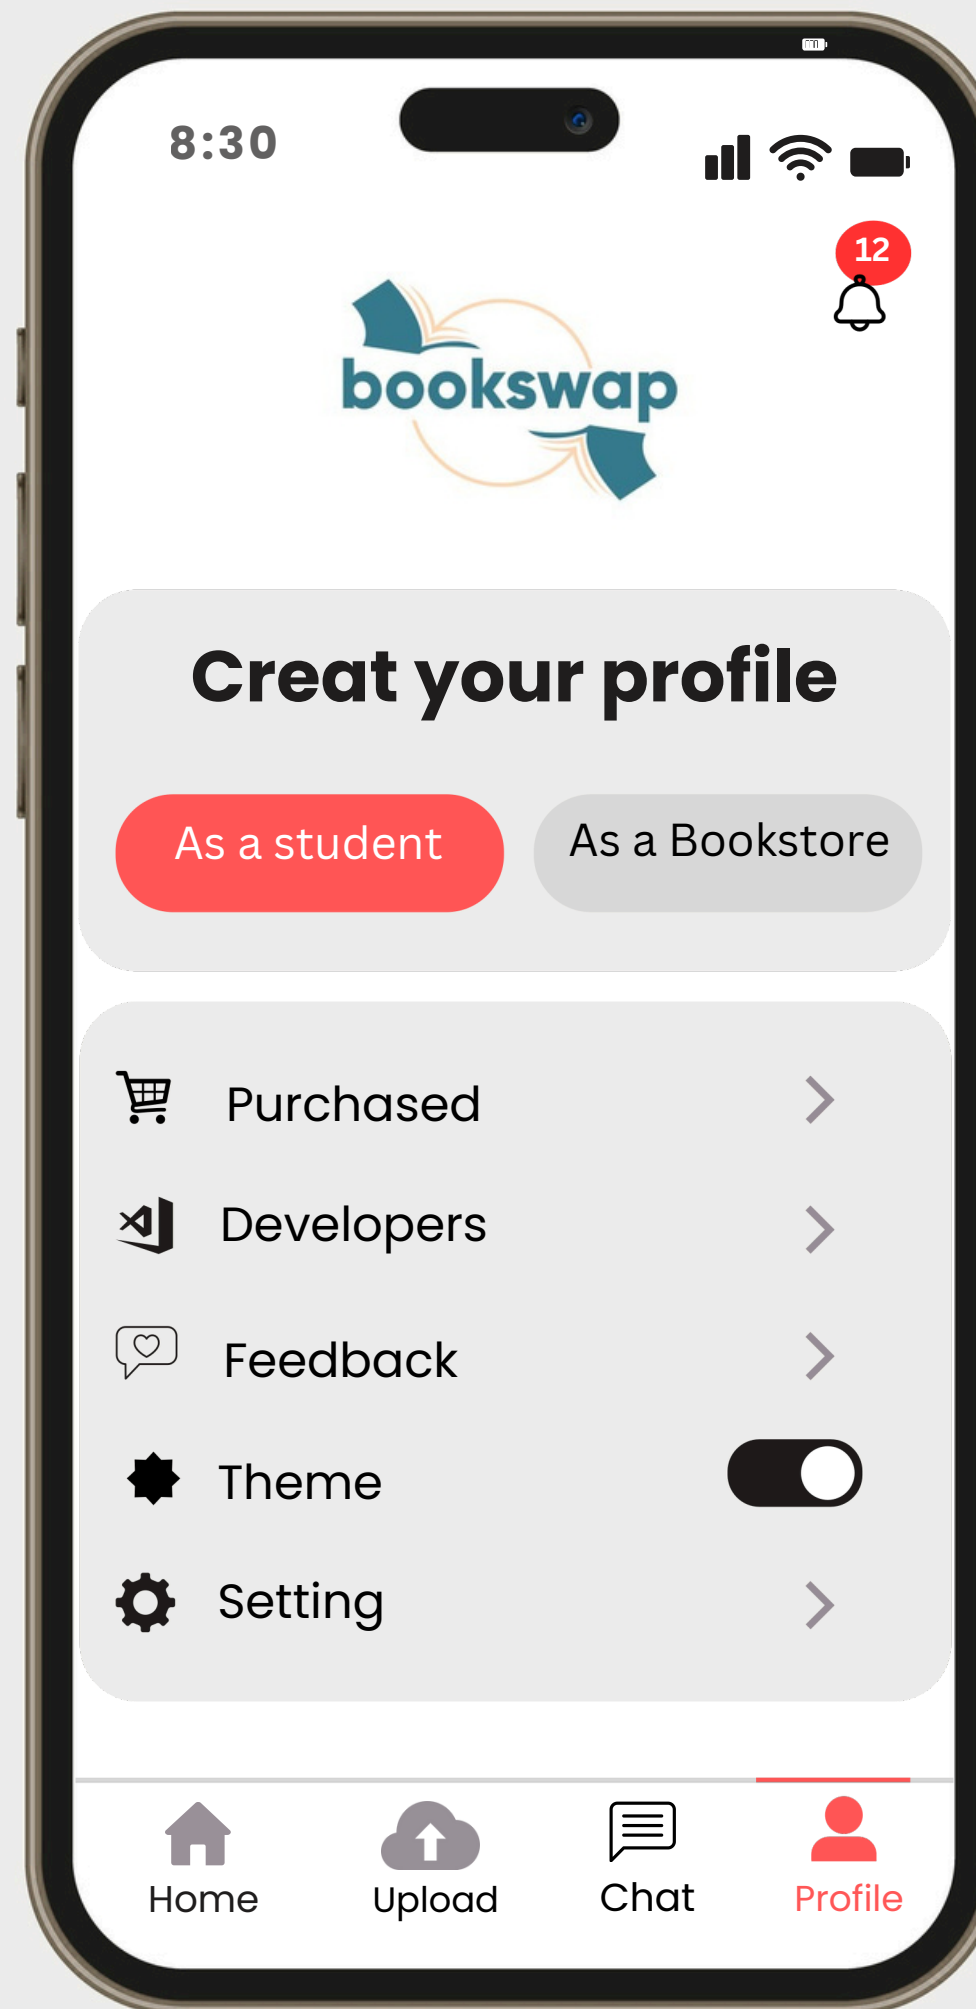 8:30
12
bookswap
Creat your profile
As a student
As a Bookstore
Purchased
Developers
Feedback
Theme
Setting
Home
Upload
Chat
Profile